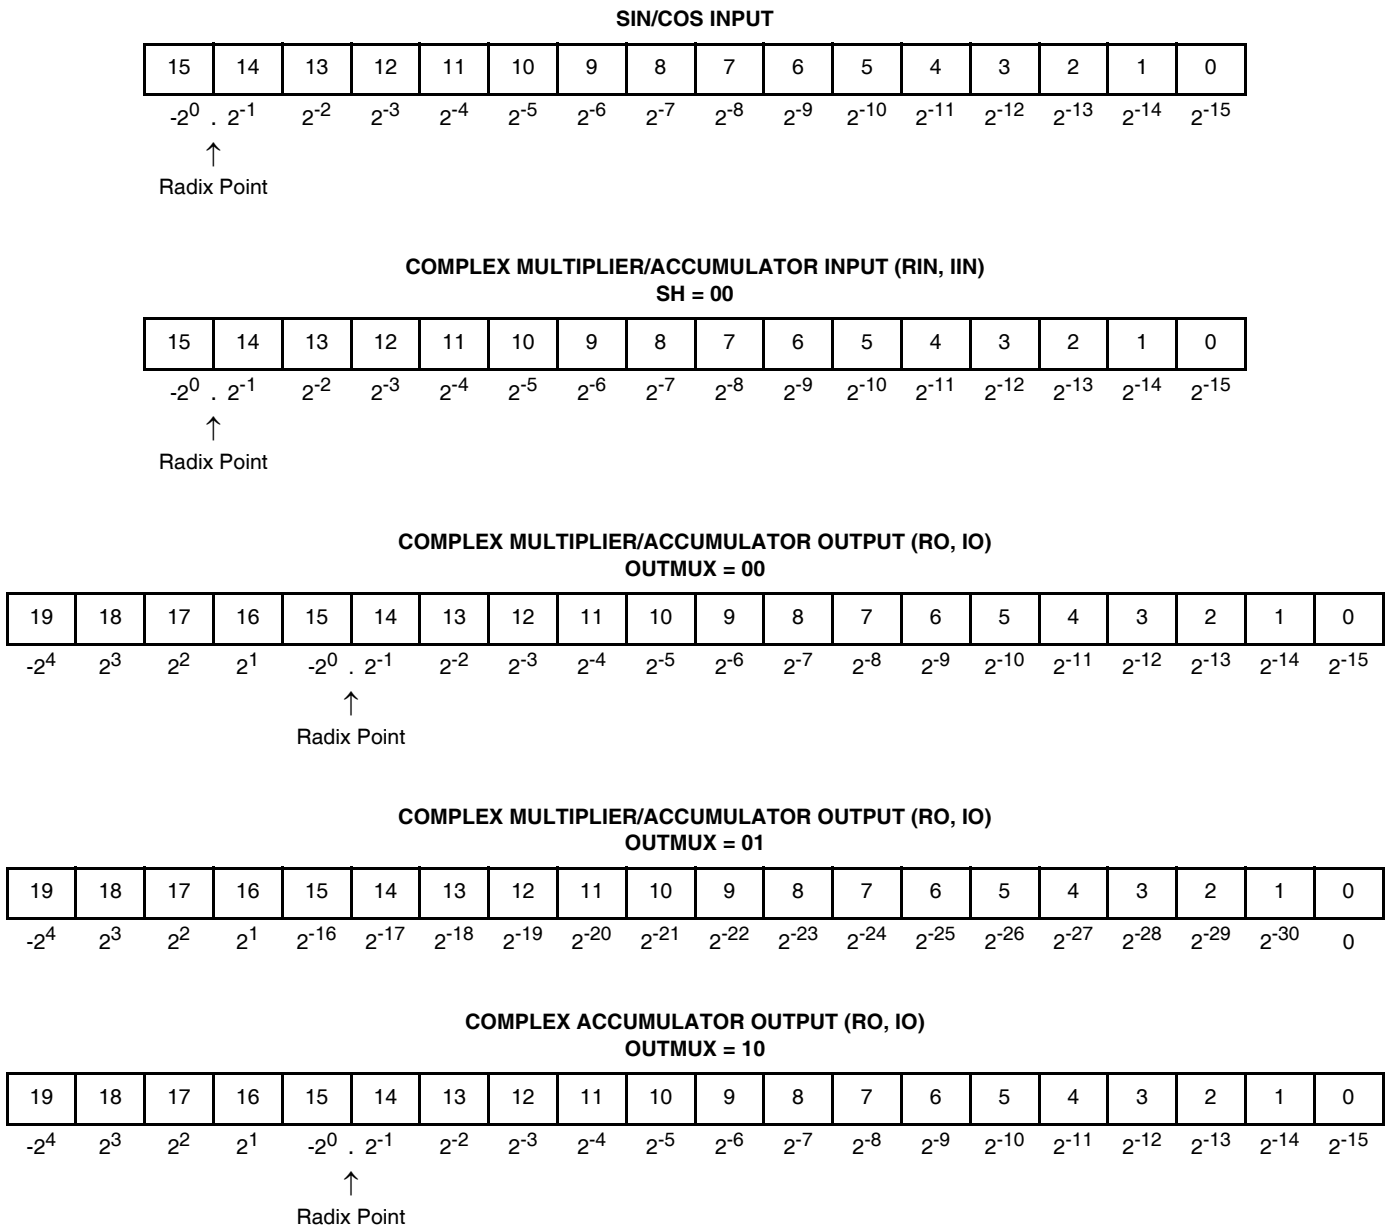 SIN/COS INPUT
15 14 13 12 11 10 9 8 7 6 5 4 3 2 1 0
-2^0 . 2^-1 2^-2 2^-3 2^-4 2^-5 2^-6 2^-7 2^-8 2^-9 2^-10 2^-11 2^-12 2^-13 2^-14 2^-15
↑
Radix Point
COMPLEX MULTIPLIER/ACCUMULATOR INPUT (RIN, IIN)
SH = 00
15 14 13 12 11 10 9 8 7 6 5 4 3 2 1 0
-2^0 . 2^-1 2^-2 2^-3 2^-4 2^-5 2^-6 2^-7 2^-8 2^-9 2^-10 2^-11 2^-12 2^-13 2^-14 2^-15
↑
Radix Point
COMPLEX MULTIPLIER/ACCUMULATOR OUTPUT (RO, IO)
OUTMUX = 00
19 18 17 16 15 14 13 12 11 10 9 8 7 6 5 4 3 2 1 0
-2^4 2^3 2^2 2^1 -2^0 . 2^-1 2^-2 2^-3 2^-4 2^-5 2^-6 2^-7 2^-8 2^-9 2^-10 2^-11 2^-12 2^-13 2^-14 2^-15
↑
Radix Point
COMPLEX MULTIPLIER/ACCUMULATOR OUTPUT (RO, IO)
OUTMUX = 01
19 18 17 16 15 14 13 12 11 10 9 8 7 6 5 4 3 2 1 0
-2^4 2^3 2^2 2^1 2^-16 2^-17 2^-18 2^-19 2^-20 2^-21 2^-22 2^-23 2^-24 2^-25 2^-26 2^-27 2^-28 2^-29 2^-30 0
COMPLEX ACCUMULATOR OUTPUT (RO, IO)
OUTMUX = 10
19 18 17 16 15 14 13 12 11 10 9 8 7 6 5 4 3 2 1 0
-2^4 2^3 2^2 2^1 -2^0 . 2^-1 2^-2 2^-3 2^-4 2^-5 2^-6 2^-7 2^-8 2^-9 2^-10 2^-11 2^-12 2^-13 2^-14 2^-15
↑
Radix Point